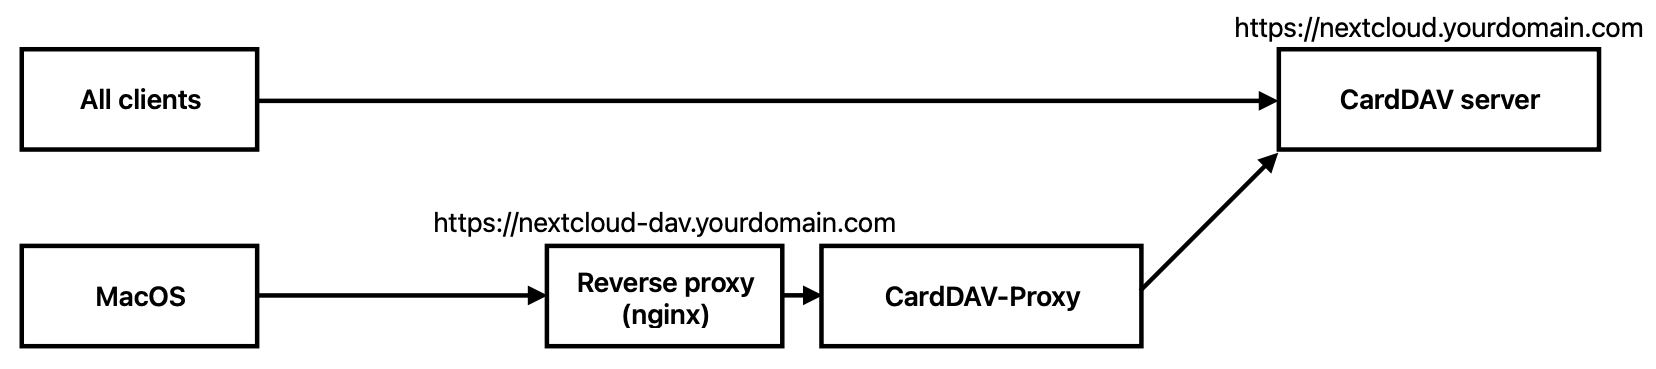 https://nextcloud.yourdomain.com
All clients
CardDAV server
https://nextcloud-dav.yourdomain.com
MacOS
Reverse proxy
(nginx)
CardDAV-Proxy